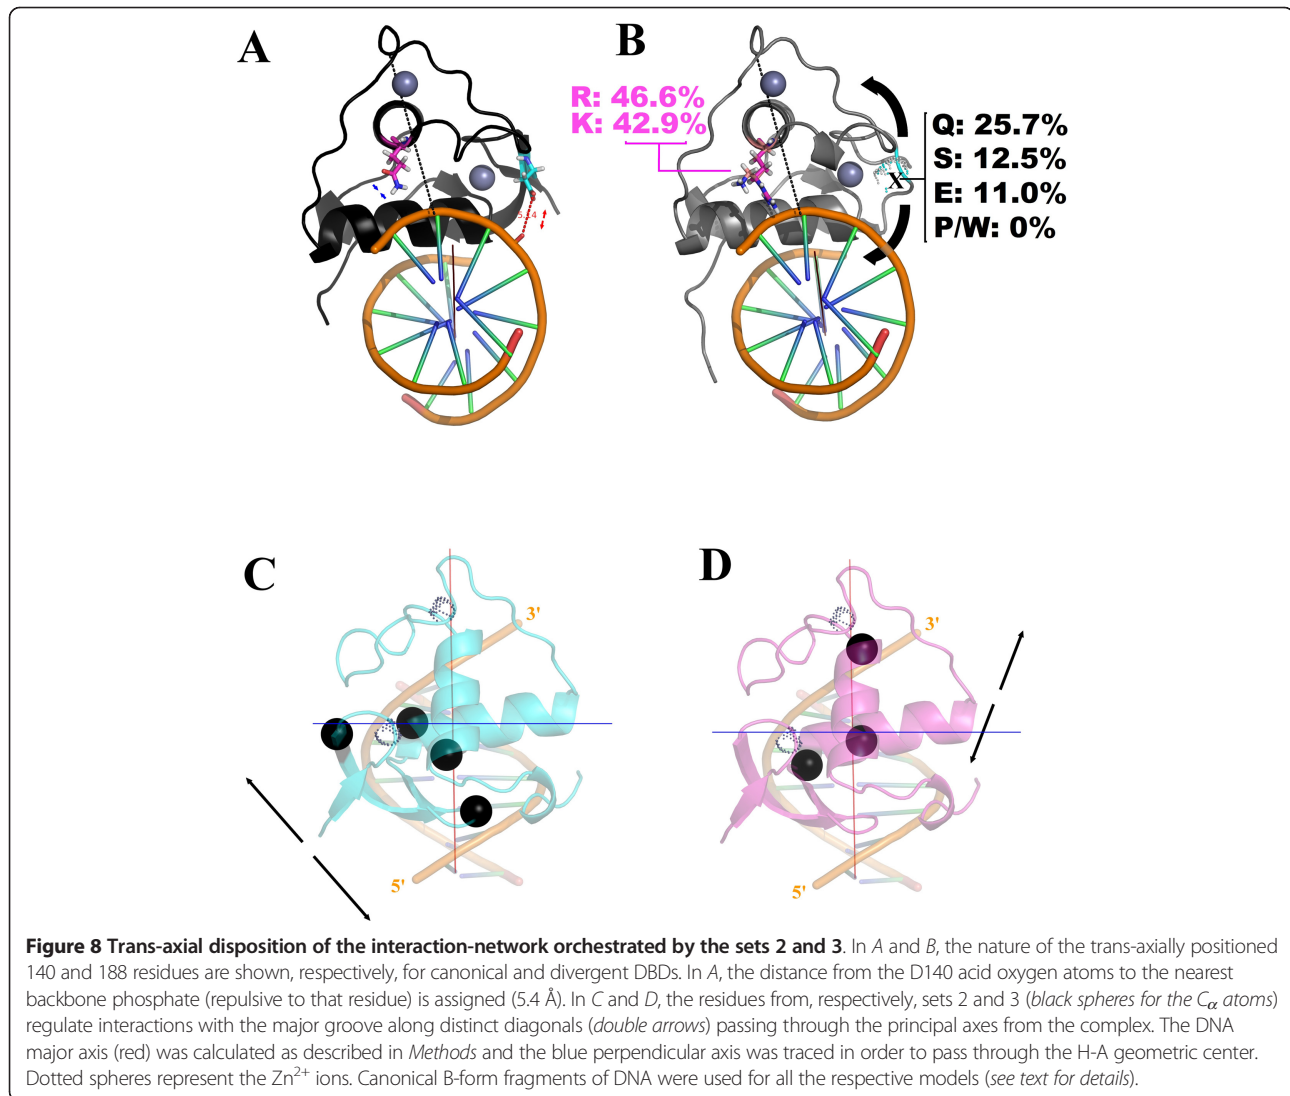 A
B
R: 46.6%
K: 42.9%
Q: 25.7%
S: 12.5%
E: 11.0%
P/W: 0%
X
C
D
3'
3'
5'
5'
Figure 8 Trans-axial disposition of the interaction-network orchestrated by the sets 2 and 3. In A and B, the nature of the trans-axially positioned
140 and 188 residues are shown, respectively, for canonical and divergent DBDs. In A, the distance from the D140 acid oxygen atoms to the nearest
backbone phosphate (repulsive to that residue) is assigned (5.4 Å). In C and D, the residues from, respectively, sets 2 and 3 (black spheres for the Cα atoms)
regulate interactions with the major groove along distinct diagonals (double arrows) passing through the principal axes from the complex. The DNA
major axis (red) was calculated as described in Methods and the blue perpendicular axis was traced in order to pass through the H-A geometric center.
Dotted spheres represent the Zn2+ ions. Canonical B-form fragments of DNA were used for all the respective models (see text for details).